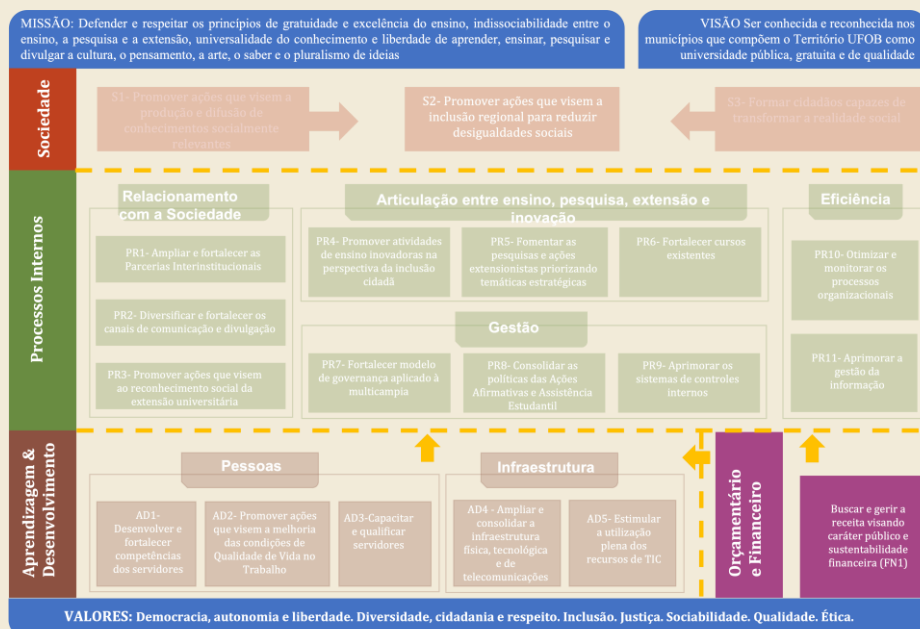 MISSÃO: Defender e respeitar os princípios de gratuidade e excelência do ensino, indissociabilidade entre o
ensino, a pesquisa e a extensão, universalidade do conhecimento e liberdade de aprender, ensinar, pesquisar e
divulgar a cultura, o pensamento, a arte, o saber e o pluralismo de ideias
VISÃO Ser conhecida e reconhecida nos
municípios que compõem o Território UFOB como
universidade pública, gratuita e de qualidade
Sociedade
S1- Promover ações que visem a
produção e difusão de
conhecimentos socialmente
relevantes
S2- Promover ações que visem a
inclusão regional para reduzir
desigualdades sociais
S3- Formar cidadãos capazes de
transformar a realidade social
Processos Internos
Relacionamento
com a Sociedade
PR1- Ampliar e fortalecer as
Parcerias Interinstitucionais
PR2- Diversificar e fortalecer os
canais de comunicação e divulgação
PR3- Promover ações que visem
ao reconhecimento social da
extensão universitária
Articulação entre ensino, pesquisa, extensão e
inovação
PR4- Promover atividades
de ensino inovadoras na
perspectiva da inclusão
cidadã
PR5- Fomentar as
pesquisas e ações
extensionistas priorizando
temáticas estratégicas
PR6- Fortalecer cursos
existentes
Gestão
PR7- Fortalecer modelo
de governança aplicado à
multicampia
PR8- Consolidar as
políticas das Ações
Afirmativas e Assistência
Estudantil
PR9- Aprimorar os
sistemas de controles
internos
Eficiência
PR10- Otimizar e
monitorar os
processos
organizacionais
PR11- Aprimorar a
gestão da
informação
Aprendizagem &
Desenvolvimento
Pessoas
AD1-
Desenvolver e
fortalecer
competências
dos servidores
AD2- Promover ações
que visem a melhoria
das condições de
Qualidade de Vida no
Trabalho
AD3-Capacitar
e qualificar
servidores
Infraestrutura
AD4 - Ampliar e
consolidar a
infraestrutura
física, tecnológica
e de
telecomunicações
AD5- Estimular
a utilização
plena dos
recursos de TIC
Orçamentário
e Financeiro
Buscar e gerir a
receita visando
caráter público e
sustentabilidade
financeira (FN1)
VALORES: Democracia, autonomia e liberdade. Diversidade, cidadania e respeito. Inclusão. Justiça. Sociabilidade. Qualidade. Ética.